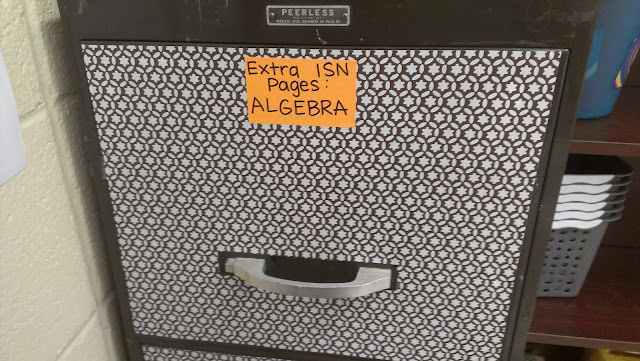 PEERLESS
Extra ISN
Pages:
ALGEBRA